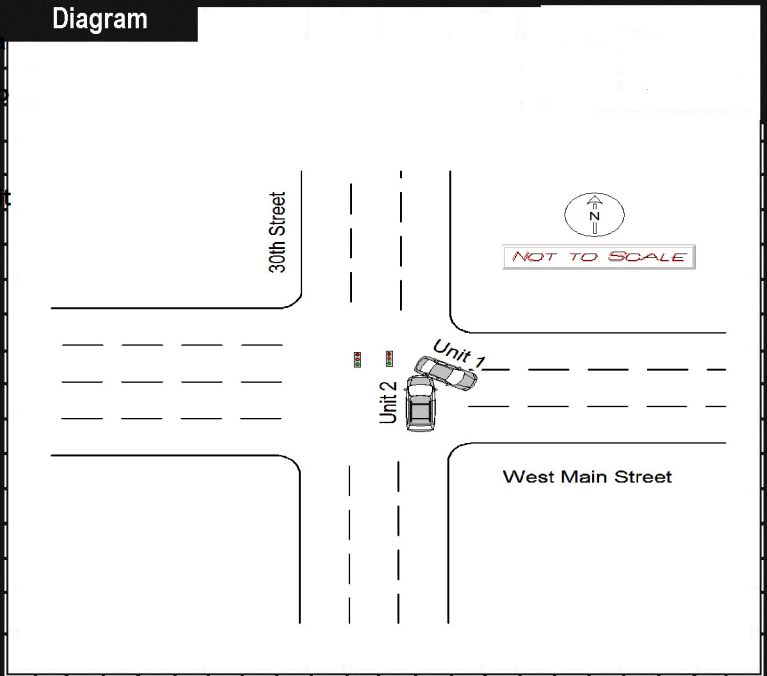 Diagram
30th Street
N
NOT TO SCALE
Unit 1
Unit 2
West Main Street